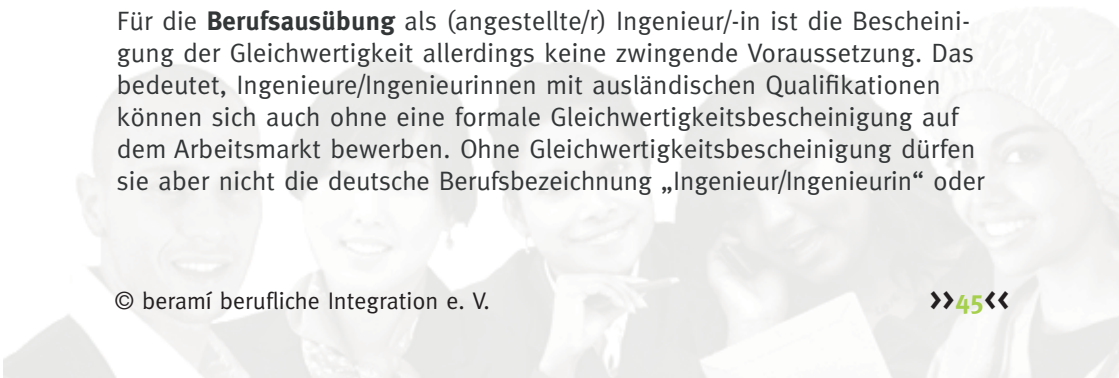 Für die Berufsausübung als (angestellte/r) Ingenieur/-in ist die Bescheini-
gung der Gleichwertigkeit allerdings keine zwingende Voraussetzung. Das
bedeutet, Ingenieure/Ingenieurinnen mit ausländischen Qualifikationen
können sich auch ohne eine formale Gleichwertigkeitsbescheinigung auf
dem Arbeitsmarkt bewerben. Ohne Gleichwertigkeitsbescheinigung dürfen
sie aber nicht die deutsche Berufsbezeichnung „Ingenieur/Ingenieurin“ oder
© beramí berufliche Integration e. V. ››45‹‹